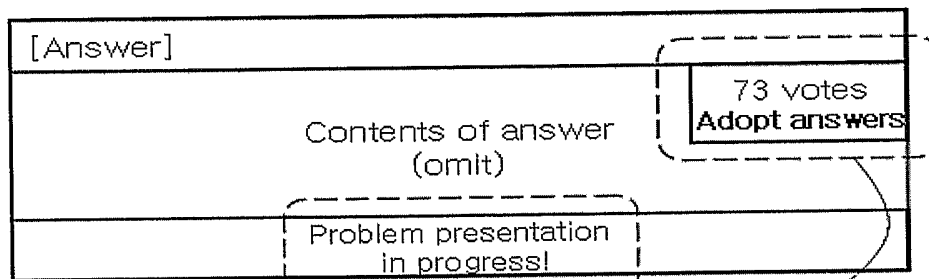 [Answer]
73 votes
Adopt answers
Contents of answer
(omit)
Problem presentation
in progress!